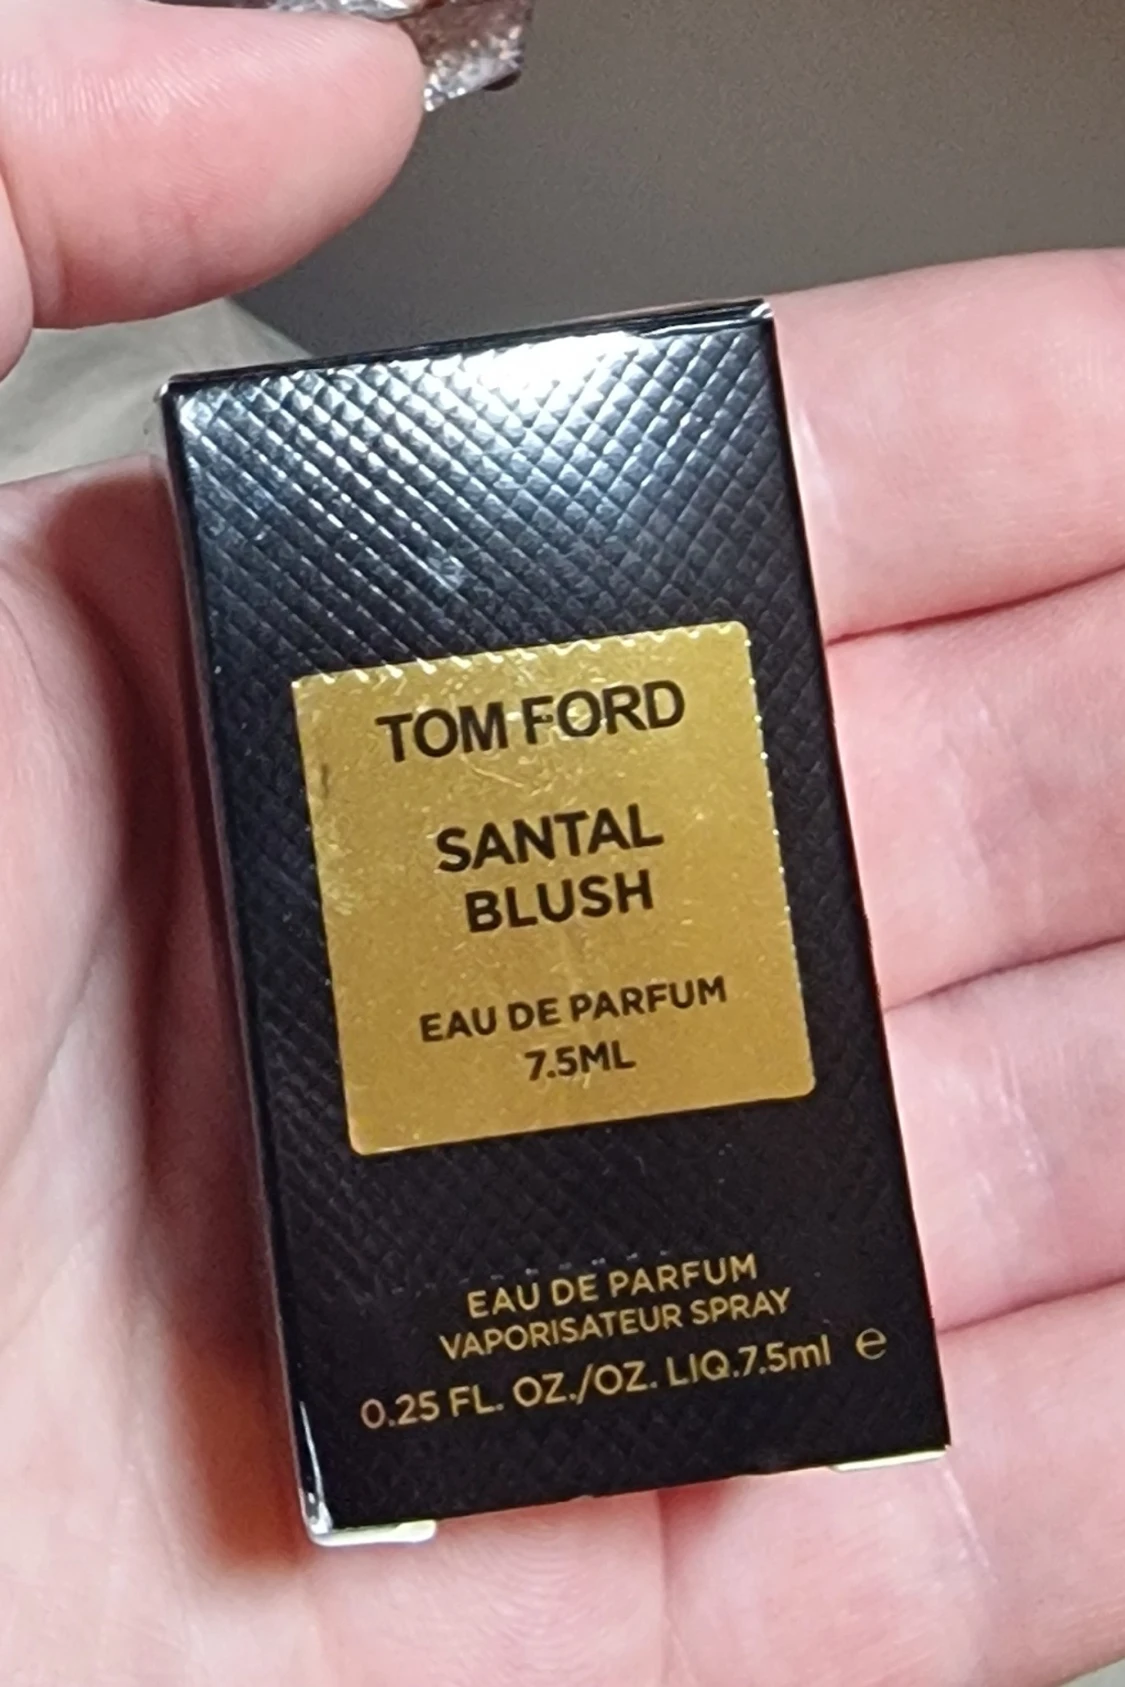 TOM FORD
SANTAL
BLUSH
EAU DE PARFUM
7.5ML
EAU DE PARFUM
VAPORISATEUR SPRAY
0.25 FL. OZ./OZ. LIQ.7.5ml e